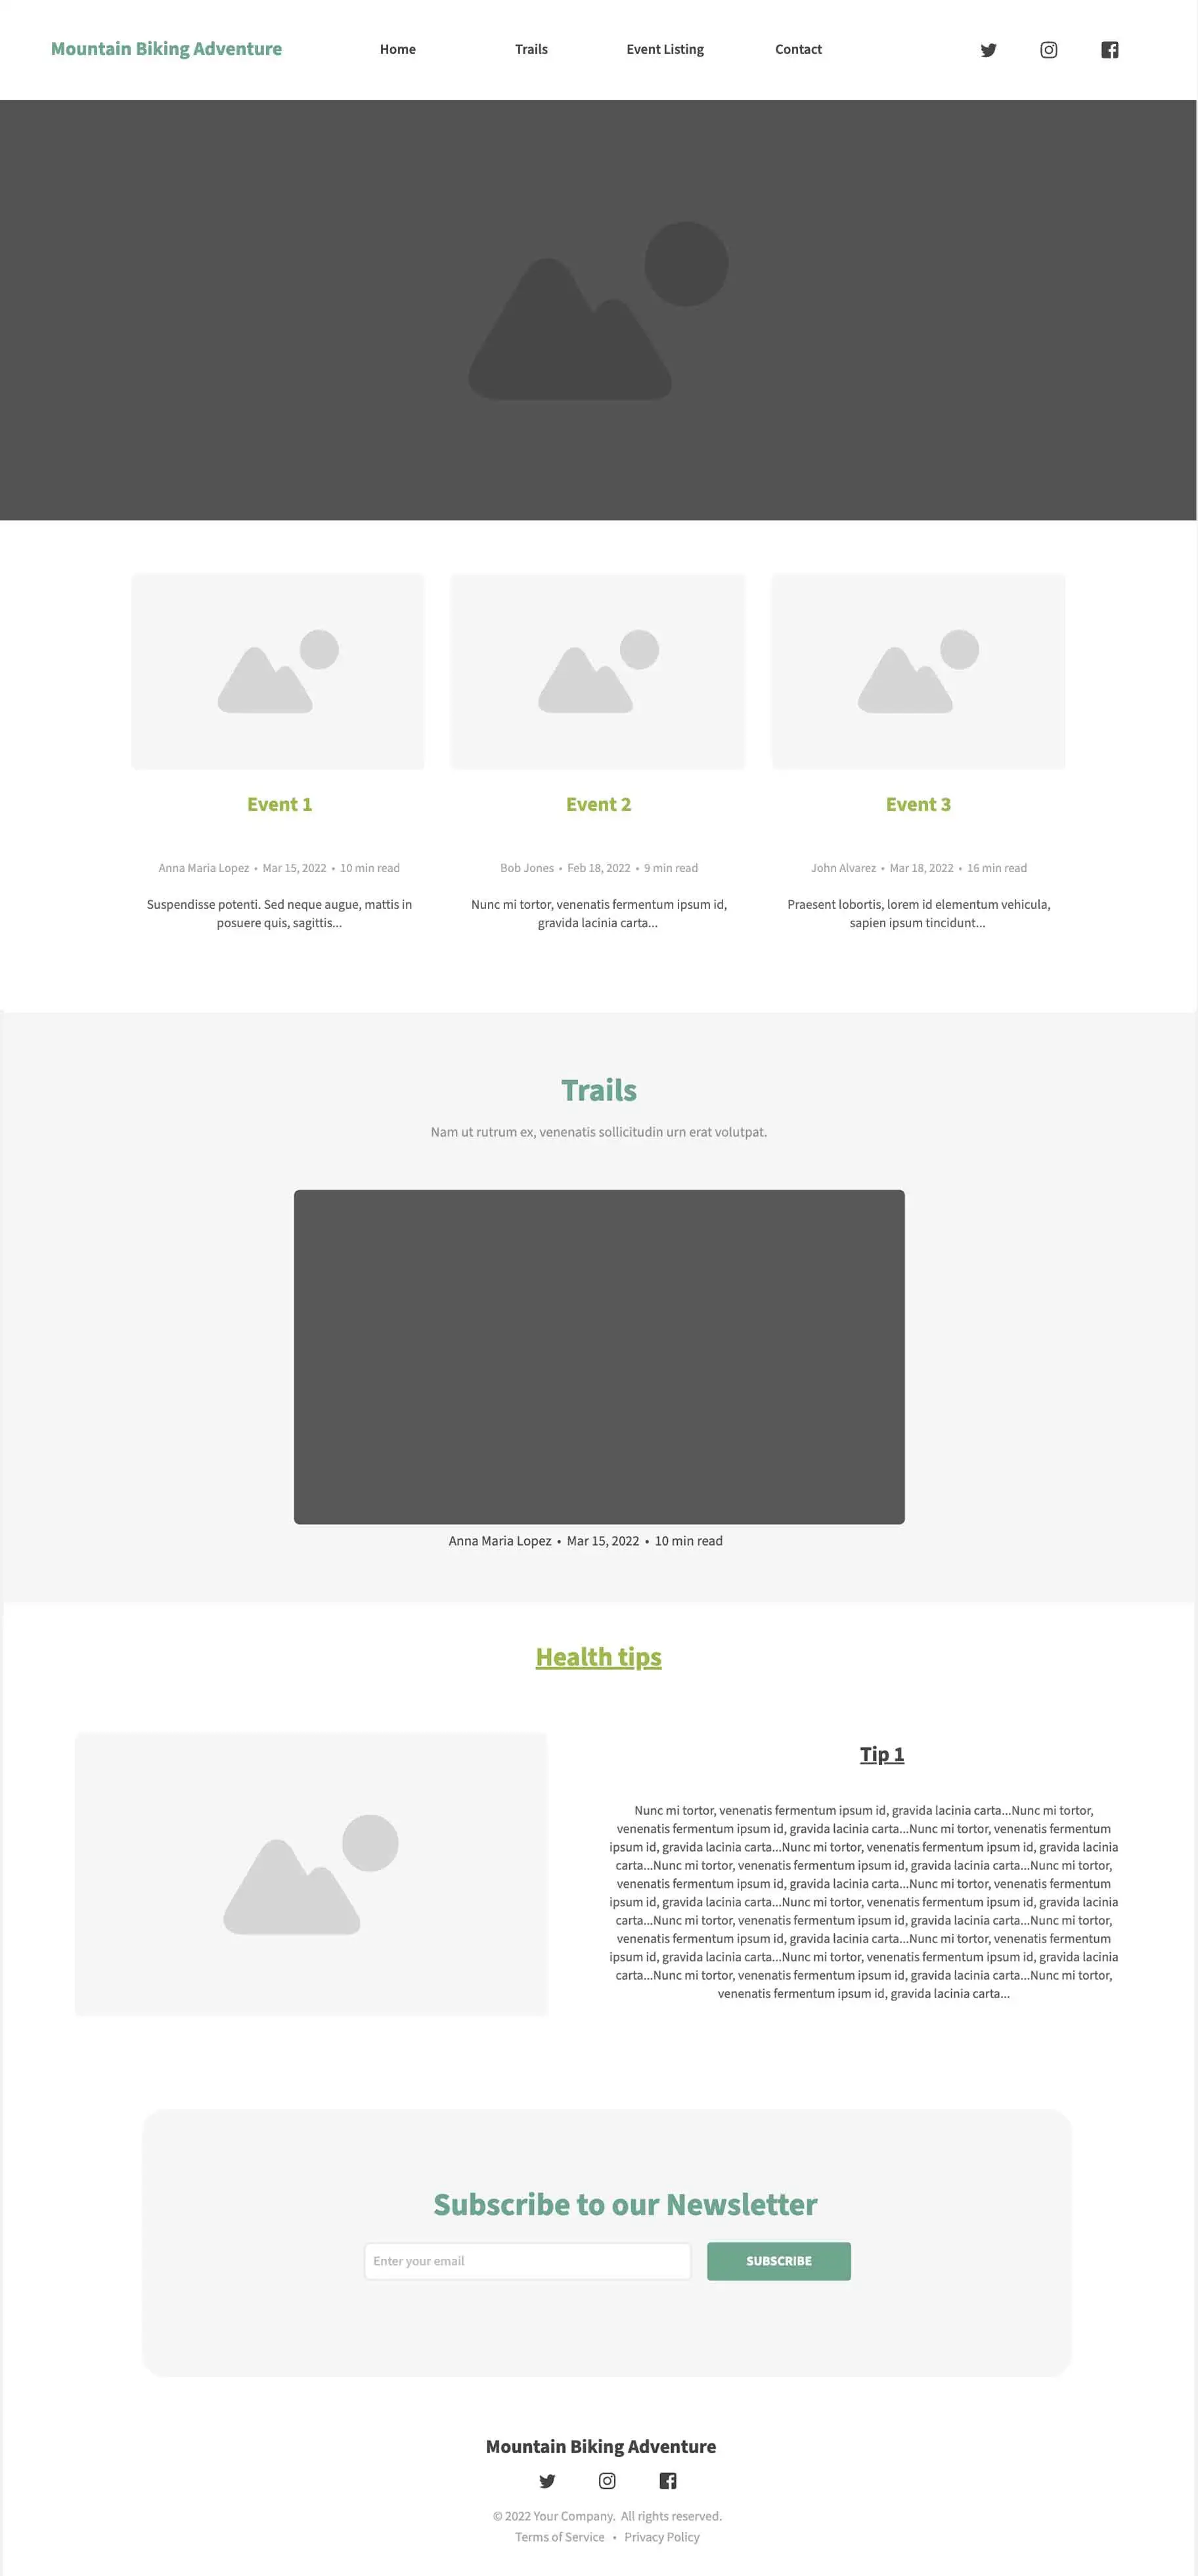 Mountain Biking Adventure Home Trails Event Listing Contact
Event 1
Anna Maria Lopez • Mar 15, 2022 • 10 min read
Suspendisse potenti. Sed neque augue, mattis in
posuere quis, sagittis...
Event 2
Bob Jones • Feb 18, 2022 • 9 min read
Nunc mi tortor, venenatis fermentum ipsum id,
gravida lacinia carta...
Event 3
John Alvarez • Mar 18, 2022 • 16 min read
Praesent lobortis, lorem id elementum vehicula,
sapien ipsum tincidunt...
Trails
Nam ut rutrum ex, venenatis sollicitudin urn erat volutpat.
Anna Maria Lopez • Mar 15, 2022 • 10 min read
Health tips
Tip 1
Nunc mi tortor, venenatis fermentum ipsum id, gravida lacinia carta...Nunc mi tortor,
venenatis fermentum ipsum id, gravida lacinia carta...Nunc mi tortor, venenatis fermentum
ipsum id, gravida lacinia carta...Nunc mi tortor, venenatis fermentum ipsum id, gravida lacinia
carta...Nunc mi tortor, venenatis fermentum ipsum id, gravida lacinia carta...Nunc mi tortor,
venenatis fermentum ipsum id, gravida lacinia carta...Nunc mi tortor, venenatis fermentum
ipsum id, gravida lacinia carta...Nunc mi tortor, venenatis fermentum ipsum id, gravida lacinia
carta...Nunc mi tortor, venenatis fermentum ipsum id, gravida lacinia carta...Nunc mi tortor,
venenatis fermentum ipsum id, gravida lacinia carta...Nunc mi tortor, venenatis fermentum
ipsum id, gravida lacinia carta...Nunc mi tortor, venenatis fermentum ipsum id, gravida lacinia
carta...Nunc mi tortor, venenatis fermentum ipsum id, gravida lacinia carta...Nunc mi tortor,
venenatis fermentum ipsum id, gravida lacinia carta...
Subscribe to our Newsletter
Enter your email SUBSCRIBE
Mountain Biking Adventure
© 2022 Your Company. All rights reserved.
Terms of Service • Privacy Policy